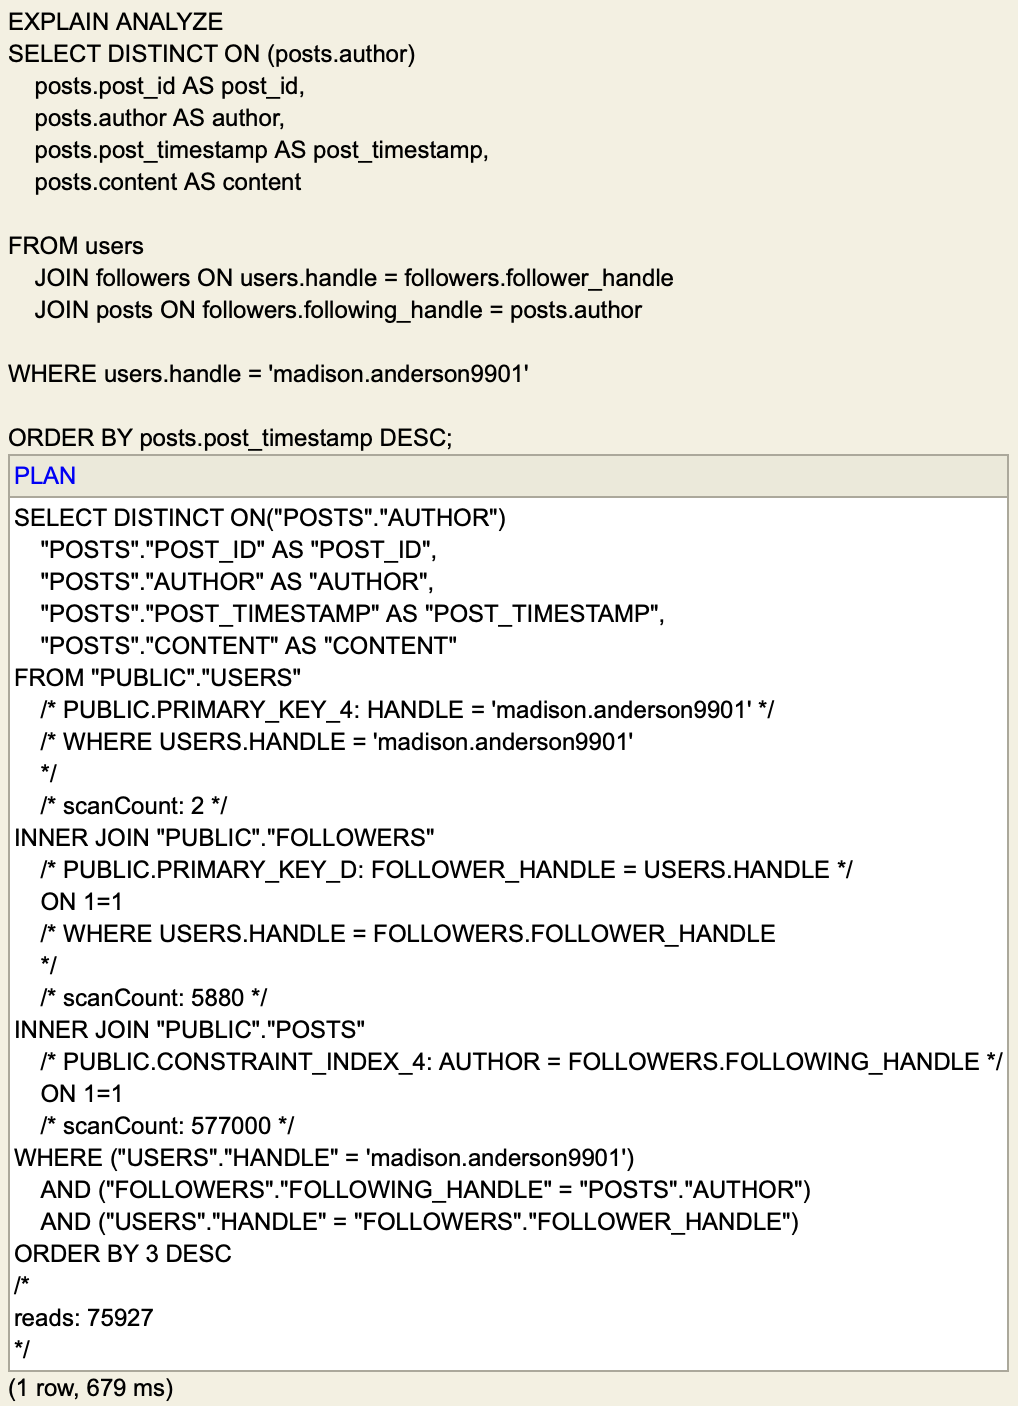 EXPLAIN ANALYZE
SELECT DISTINCT ON (posts.author)
posts.post_id AS post_id,
posts.author AS author,
posts.post_timestamp AS post_timestamp,
posts.content AS content
FROM users
JOIN followers ON users.handle = followers.follower_handle
JOIN posts ON followers.following_handle = posts.author
WHERE users.handle = 'madison.anderson9901'
ORDER BY posts.post_timestamp DESC;
PLAN
SELECT DISTINCT ON("POSTS"."AUTHOR")
"POSTS"."POST_ID" AS "POST_ID",
"POSTS"."AUTHOR" AS "AUTHOR",
"POSTS"."POST_TIMESTAMP" AS "POST_TIMESTAMP",
"POSTS"."CONTENT" AS "CONTENT"
FROM "PUBLIC"."USERS"
/* PUBLIC.PRIMARY_KEY_4: HANDLE = 'madison.anderson9901' */
/* WHERE USERS.HANDLE = 'madison.anderson9901'
*/
/* scanCount: 2 */
INNER JOIN "PUBLIC"."FOLLOWERS"
/* PUBLIC.PRIMARY_KEY_D: FOLLOWER_HANDLE = USERS.HANDLE */
ON 1=1
/* WHERE USERS.HANDLE = FOLLOWERS.FOLLOWER_HANDLE
*/
/* scanCount: 5880 */
INNER JOIN "PUBLIC"."POSTS"
/* PUBLIC.CONSTRAINT_INDEX_4: AUTHOR = FOLLOWERS.FOLLOWING_HANDLE */
ON 1=1
/* scanCount: 577000 */
WHERE ("USERS"."HANDLE" = 'madison.anderson9901')
AND ("FOLLOWERS"."FOLLOWING_HANDLE" = "POSTS"."AUTHOR")
AND ("USERS"."HANDLE" = "FOLLOWERS"."FOLLOWER_HANDLE")
ORDER BY 3 DESC
/*
reads: 75927
*/
(1 row, 679 ms)